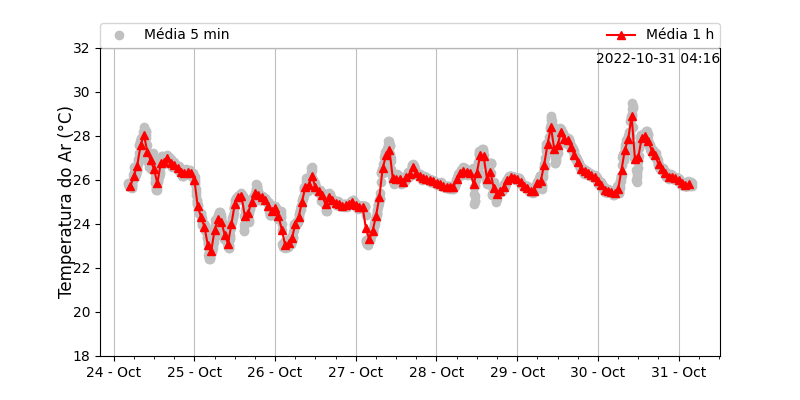 Média 5 min
Média 1 h
2022-10-31 04:16
Temperatura do Ar (°C)
32
30
28
26
24
22
20
18
24 - Oct
25 - Oct
26 - Oct
27 - Oct
28 - Oct
29 - Oct
30 - Oct
31 - Oct